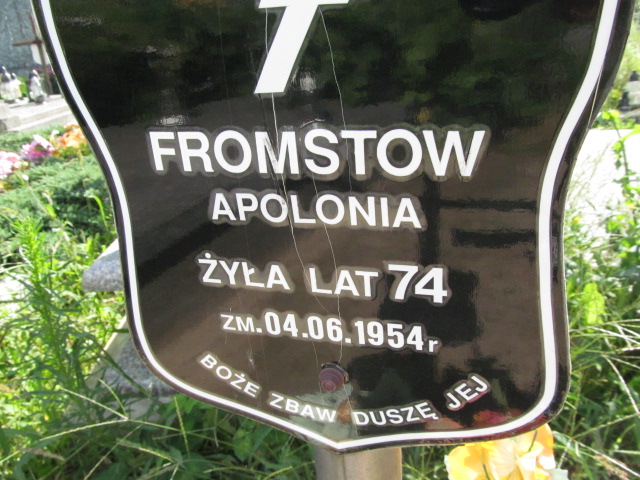 FROMSTOW
APOLONIA
ŻYŁA LAT 74
ZM. 04.06.1954r
BOŻE ZBAW DUSZĘ JEJ